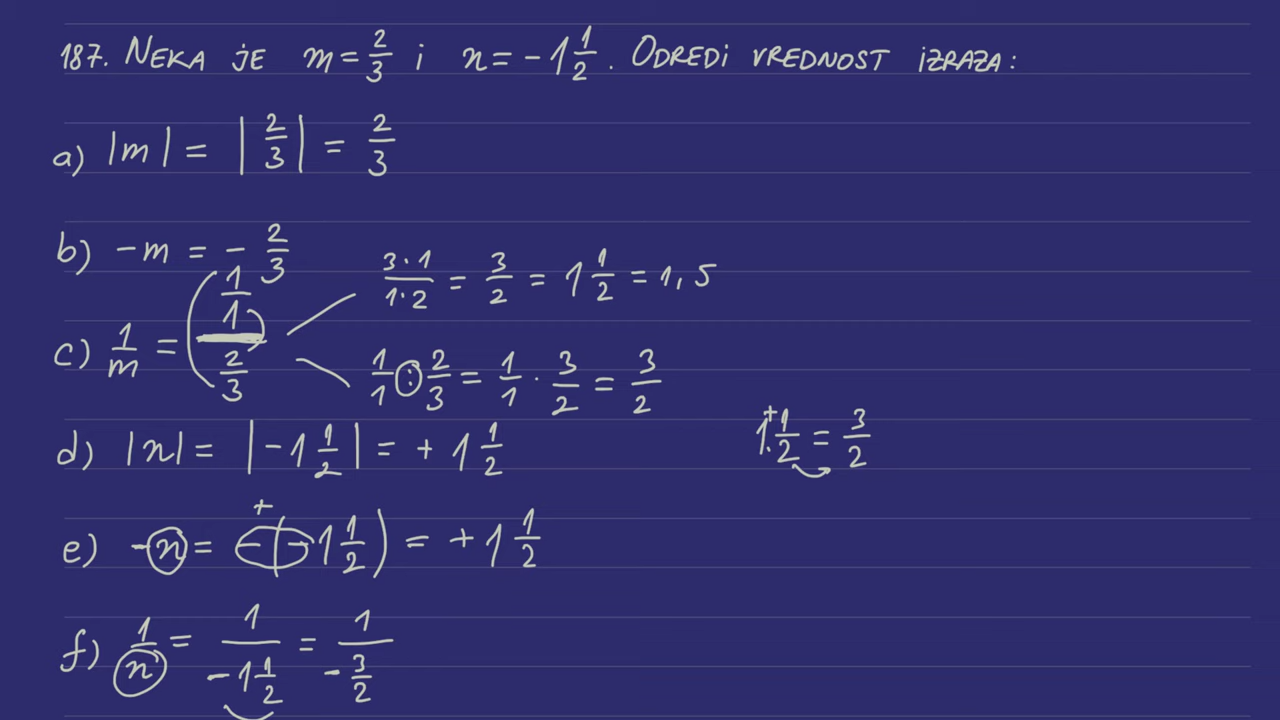 187. NEKA JE m = 2/3 i n = -1 1/2. ODREDI VREDNOST IZRAZA:
a) |m| = |2/3| = 2/3
b) -m = - 2/3
c) 1/m = (1/1)/(2/3)
3·1/1·2 = 3/2 = 1 1/2 = 1,5
1/1 : 2/3 = 1/1 · 3/2 = 3/2
d) |n| = |-1 1/2| = + 1 1/2
1 + 1/2 = 3/2
e) -n = -(-1 1/2) = + 1 1/2
+
f) 1/n = 1/(-1 1/2) = 1/(- 3/2)